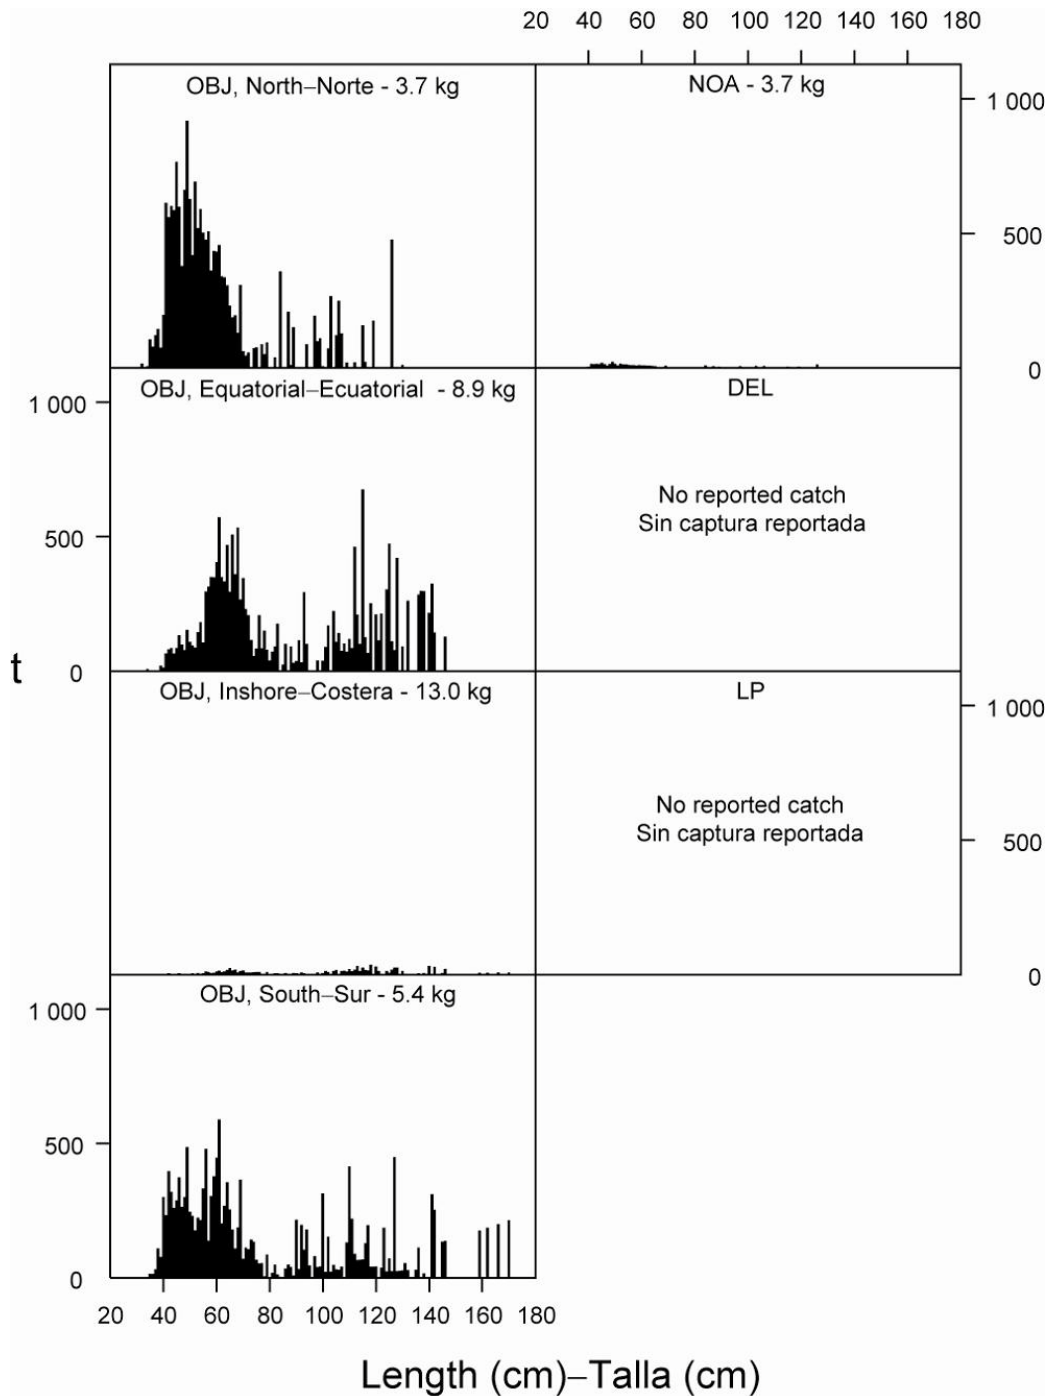 20 40 60 80 100 120 140 160 180
OBJ, North–Norte - 3.7 kg
NOA - 3.7 kg
1 000
500
0
OBJ, Equatorial–Ecuatorial - 8.9 kg
DEL
1 000
No reported catch
Sin captura reportada
500
0
t
OBJ, Inshore–Costera - 13.0 kg
LP
1 000
No reported catch
Sin captura reportada
500
0
OBJ, South–Sur - 5.4 kg
1 000
500
0
20 40 60 80 100 120 140 160 180
Length (cm)–Talla (cm)